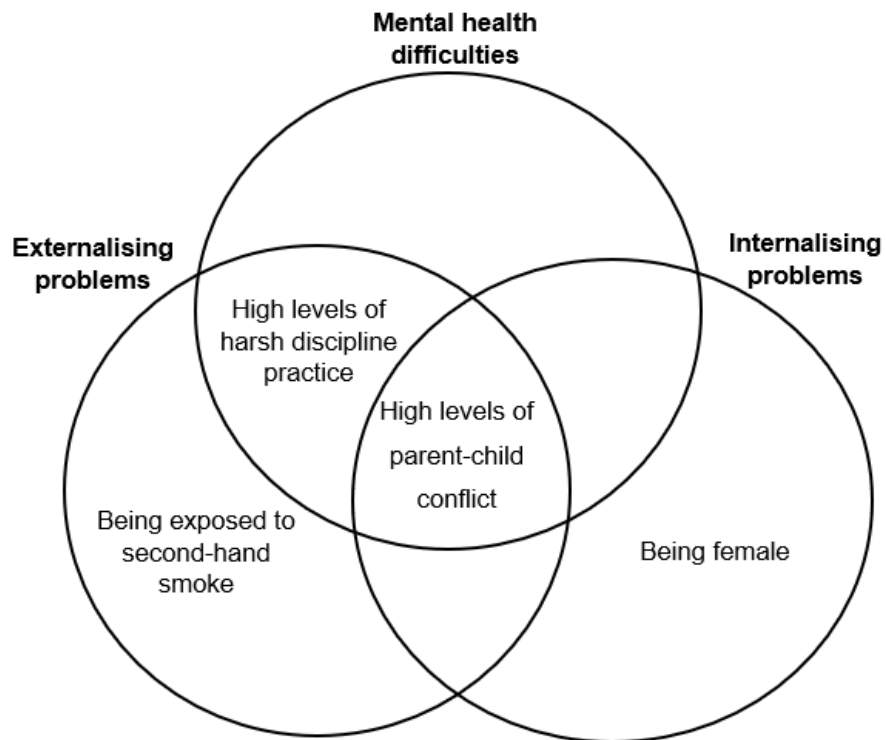 Mental health
difficulties
Externalising
problems
Internalising
problems
High levels of
harsh discipline
practice
High levels of
parent-child
conflict
Being exposed to
second-hand
smoke
Being female